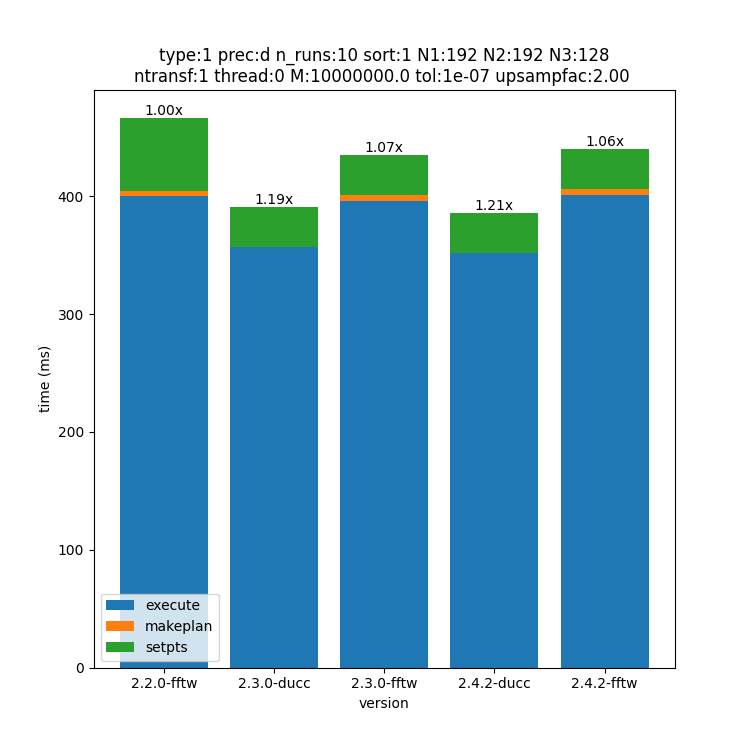 type:1 prec:d n_runs:10 sort:1 N1:192 N2:192 N3:128
ntransf:1 thread:0 M:10000000.0 tol:1e-07 upsampfac:2.00
1.00x
1.19x
1.07x
1.21x
1.06x
400
300
200
100
0
time (ms)
execute
makeplan
setpts
2.2.0-fftw
2.3.0-ducc
2.3.0-fftw
2.4.2-ducc
2.4.2-fftw
version